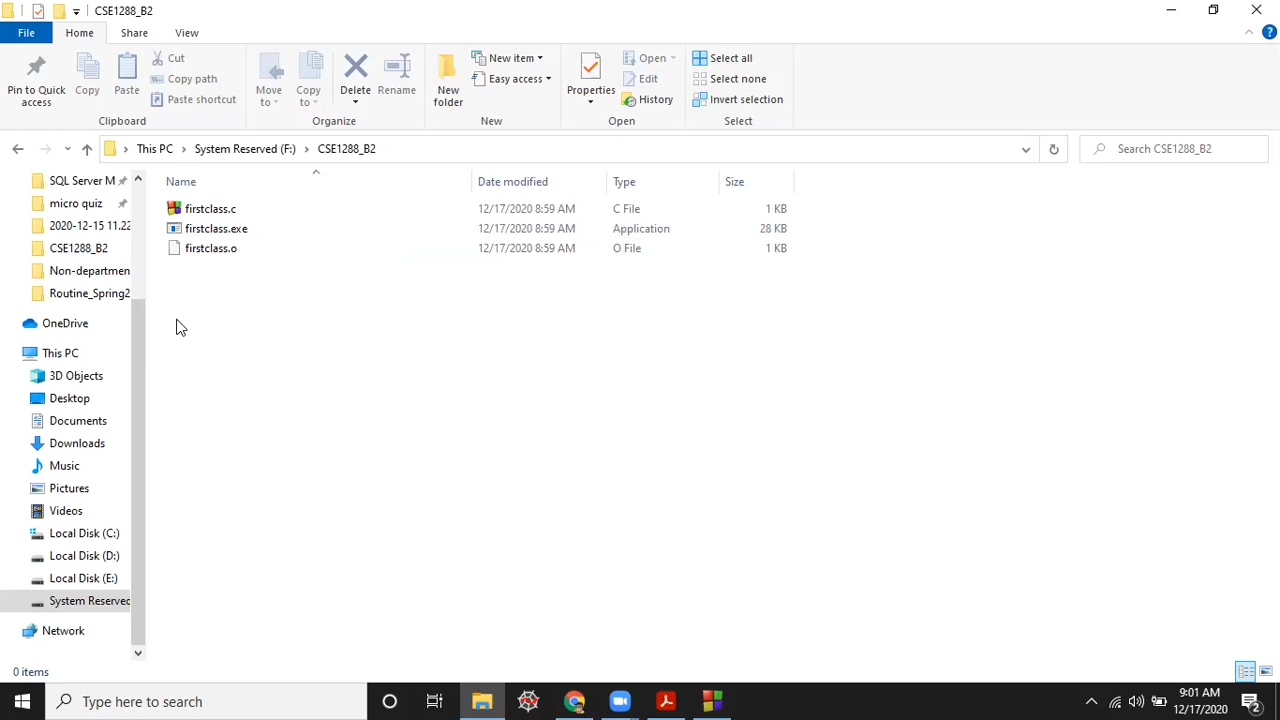 CSE1288_B2
File Home Share View
Pin to Quick access
Copy
Paste
Cut
Copy path
Paste shortcut
Clipboard
Move to
Copy to
Delete
Rename
Organize
New folder
New item
Easy access
New
Properties
Open
Edit
History
Open
Select all
Select none
Invert selection
Select
This PC System Reserved (F:) CSE1288_B2
Search CSE1288_B2
Name Date modified Type Size
firstclass.c 12/17/2020 8:59 AM C File 1 KB
firstclass.exe 12/17/2020 8:59 AM Application 28 KB
firstclass.o 12/17/2020 8:59 AM O File 1 KB
SQL Server M
micro quiz
2020-12-15 11.22
CSE1288_B2
Non-departmen
Routine_Spring2
OneDrive
This PC
3D Objects
Desktop
Documents
Downloads
Music
Pictures
Videos
Local Disk (C:)
Local Disk (D:)
Local Disk (E:)
System Reserved
Network
0 items
Type here to search
9:01 AM
12/17/2020
2